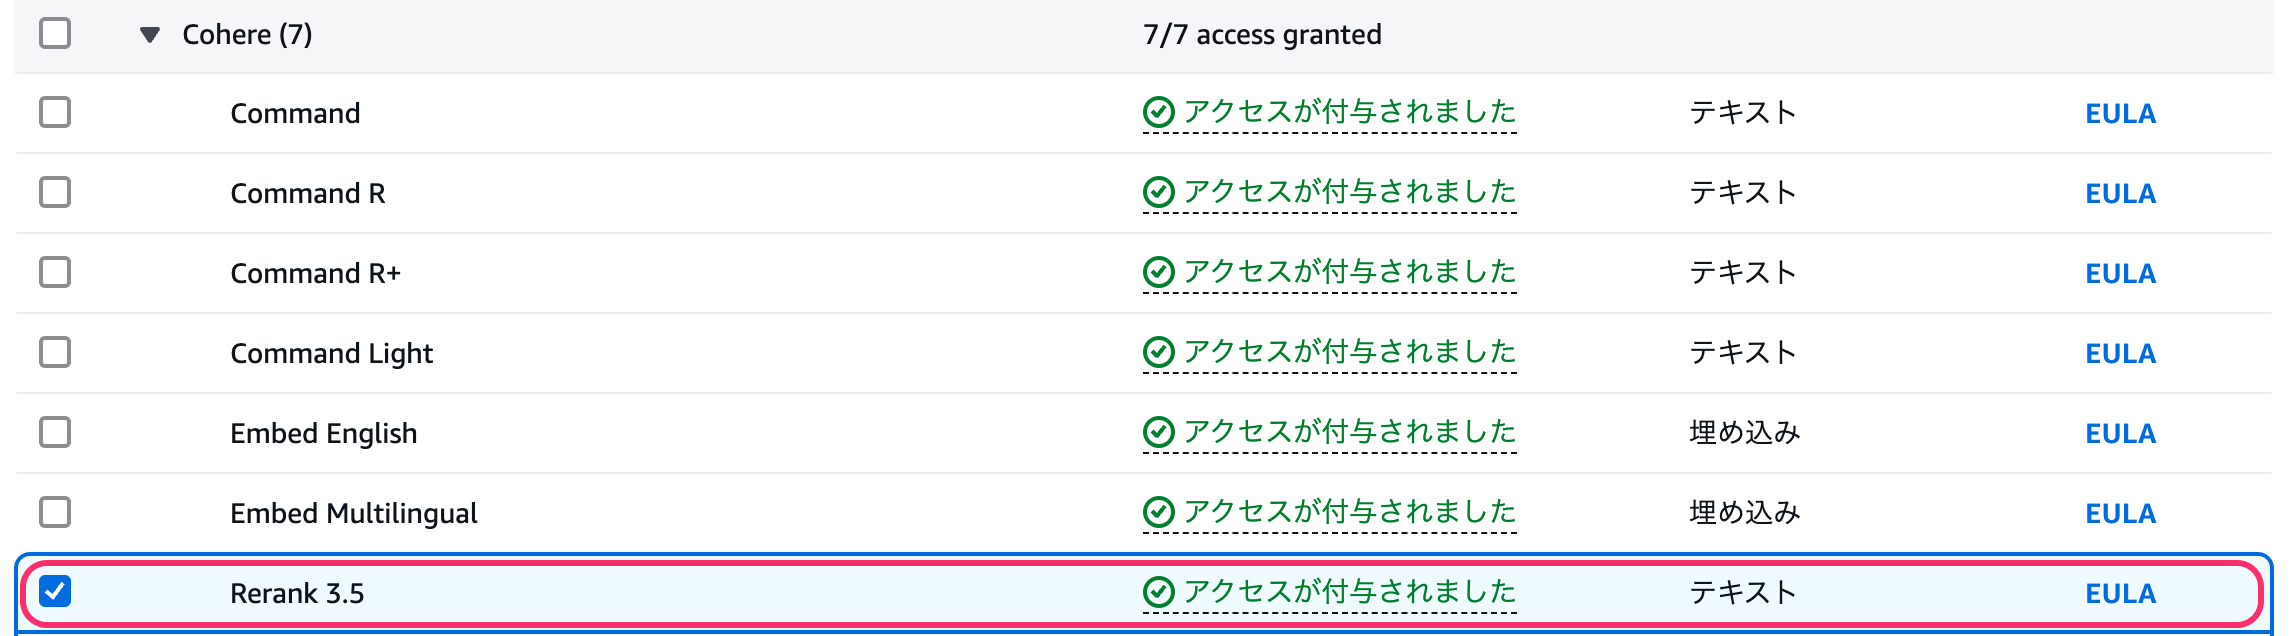 Cohere (7) 7/7 access granted
Command アクセスが付与されました テキスト EULA
Command R アクセスが付与されました テキスト EULA
Command R+ アクセスが付与されました テキスト EULA
Command Light アクセスが付与されました テキスト EULA
Embed English アクセスが付与されました 埋め込み EULA
Embed Multilingual アクセスが付与されました 埋め込み EULA
Rerank 3.5 アクセスが付与されました テキスト EULA